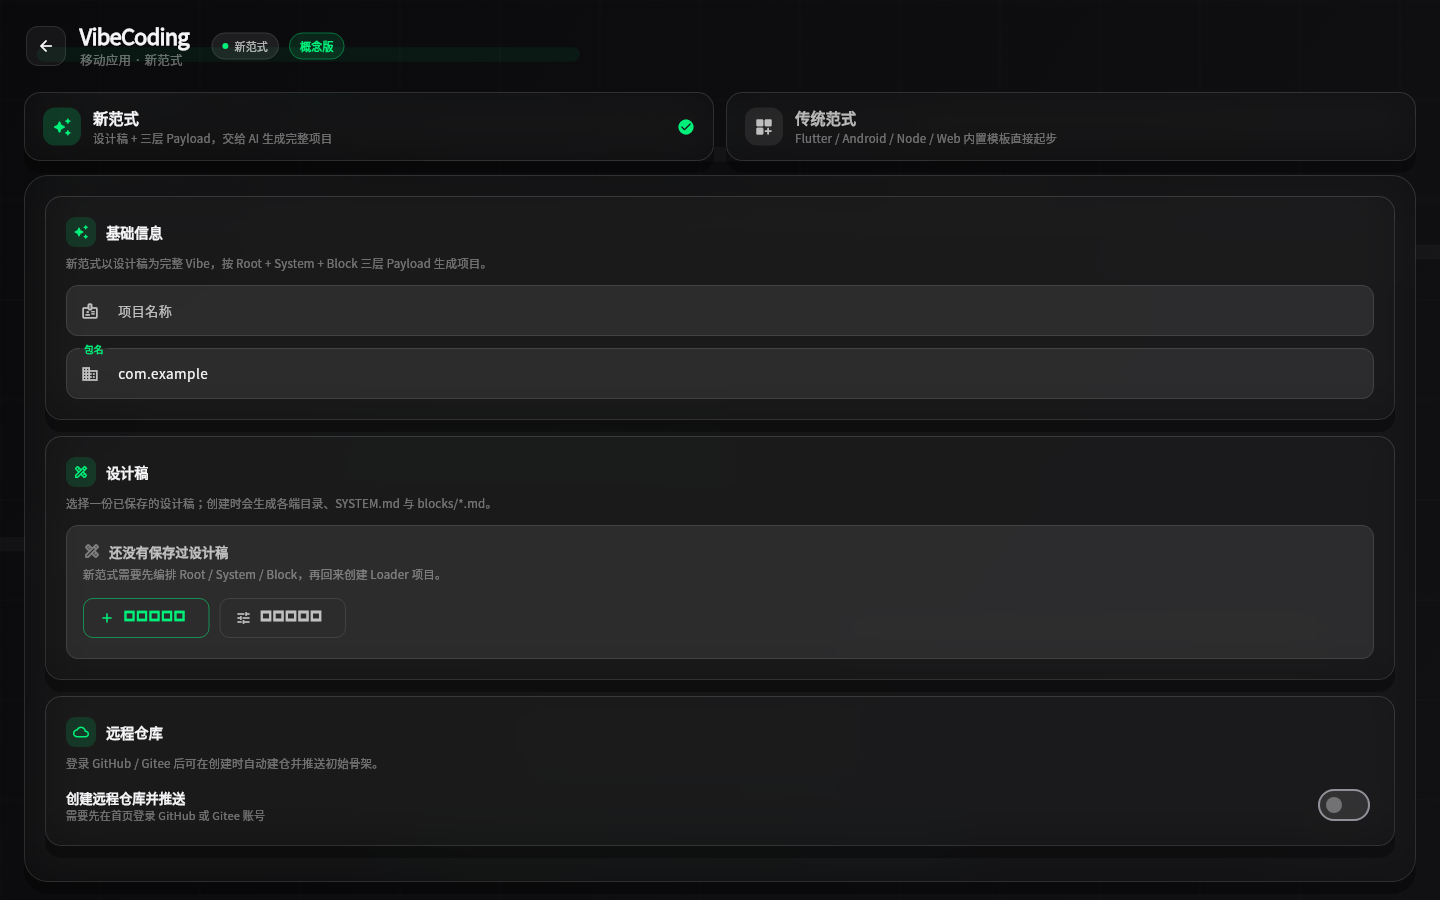 VibeCoding
移动应用 · 新范式
新范式
概念版
新范式
设计稿 + 三层 Payload，交给 AI 生成完整项目
传统范式
Flutter / Android / Node / Web 内置模板直接起步
基础信息
新范式以设计稿为完整 Vibe，按 Root + System + Block 三层 Payload 生成项目。
项目名称
包名
com.example
设计稿
选择一份已保存的设计稿；创建时会生成各端目录、SYSTEM.md 与 blocks/*.md。
还没有保存过设计稿
新范式需要先编排 Root / System / Block，再回来创建 Loader 项目。
远程仓库
登录 GitHub / Gitee 后可在创建时自动建仓并推送初始骨架。
创建远程仓库并推送
需要先在首页登录 GitHub 或 Gitee 账号